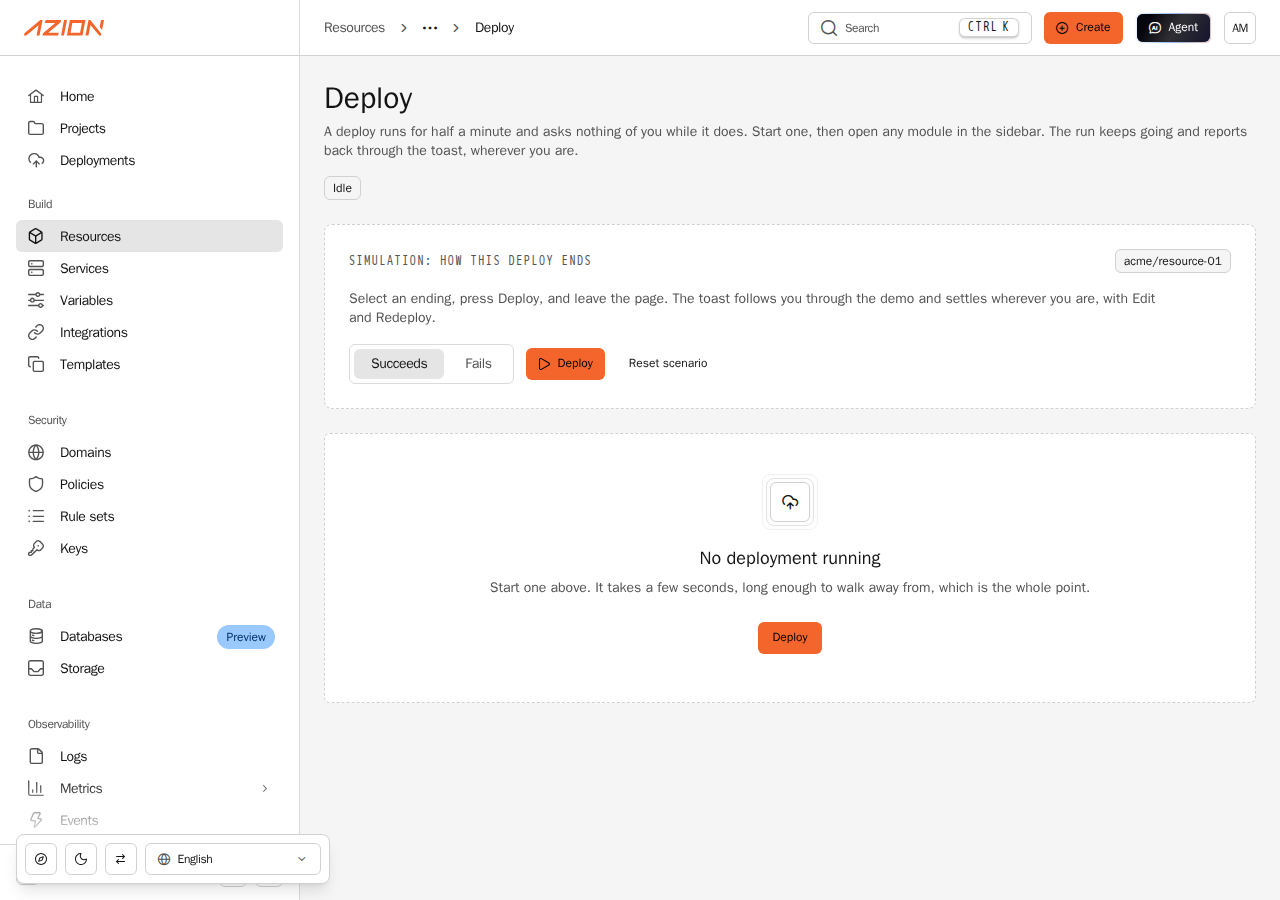 AZION
Resources
Deploy
Search
CTRL K
Create
Agent
AM
Home
Projects
Deployments
Build
Resources
Services
Variables
Integrations
Templates
Security
Domains
Policies
Rule sets
Keys
Data
Databases
Preview
Storage
Observability
Logs
Metrics
Events
English
Deploy
A deploy runs for half a minute and asks nothing of you while it does. Start one, then open any module in the sidebar. The run keeps going and reports
back through the toast, wherever you are.
Idle
SIMULATION: HOW THIS DEPLOY ENDS
acme/resource-01
Select an ending, press Deploy, and leave the page. The toast follows you through the demo and settles wherever you are, with Edit
and Redeploy.
Succeeds
Fails
Deploy
Reset scenario
No deployment running
Start one above. It takes a few seconds, long enough to walk away from, which is the whole point.
Deploy